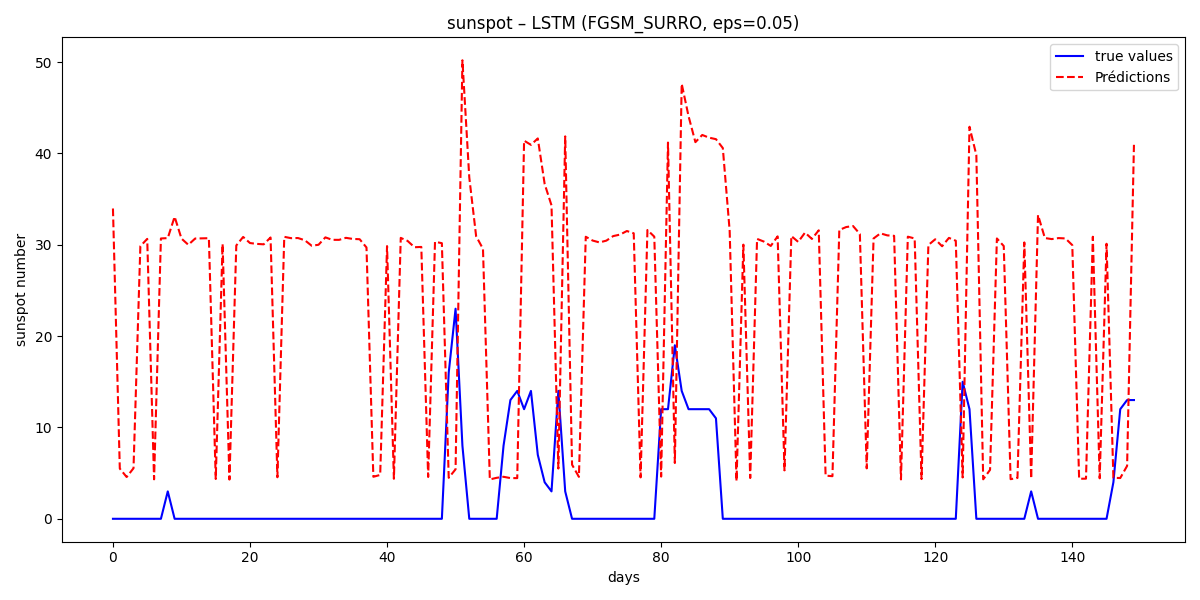 sunspot – LSTM (FGSM_SURRO, eps=0.05)
true values
Prédictions
sunspot number
50
40
30
20
10
0
0 20 40 60 80 100 120 140
days